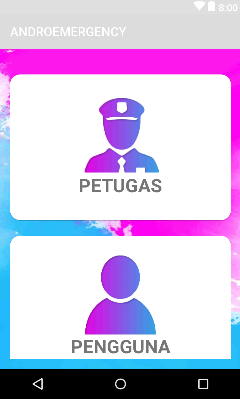 8:00
ANDROEMERGENCY
PETUGAS
PENGGUNA